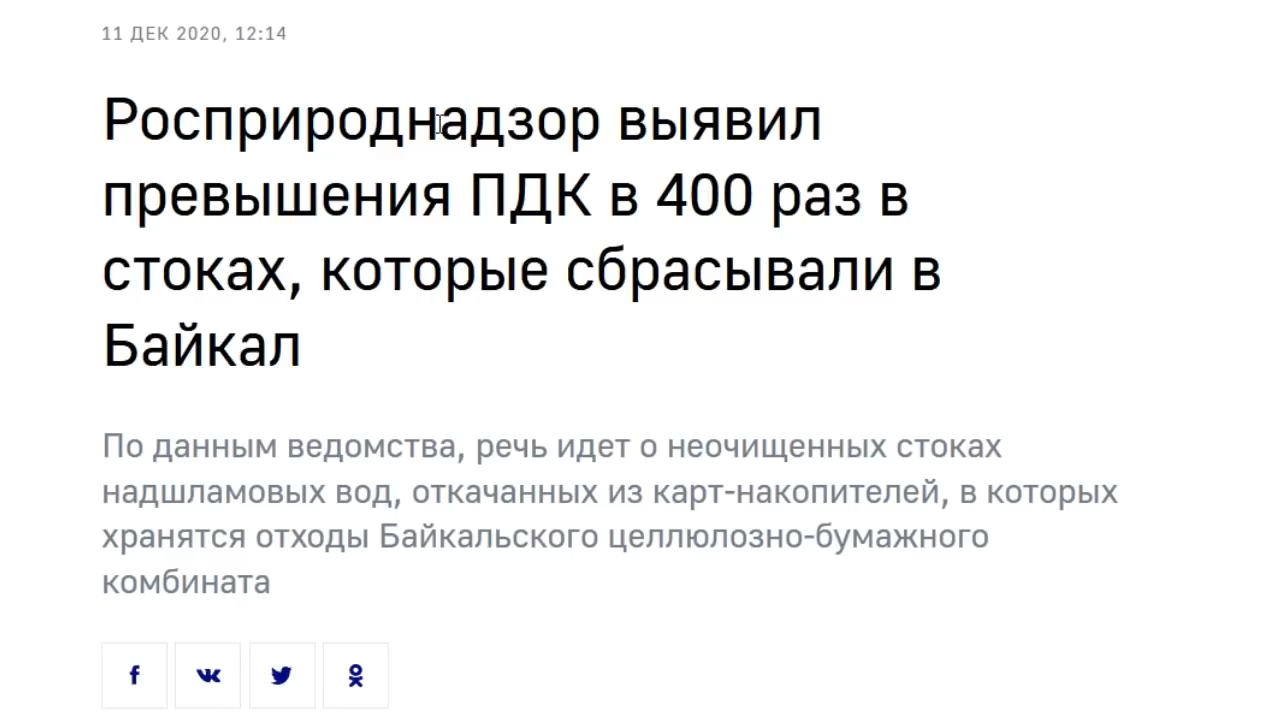 11 ДЕК 2020, 12:14
Росприроднадзор выявил
превышения ПДК в 400 раз в
стоках, которые сбрасывали в
Байкал
По данным ведомства, речь идет о неочищенных стоках
надшламовых вод, откачанных из карт-накопителей, в которых
хранятся отходы Байкальского целлюлозно-бумажного
комбината